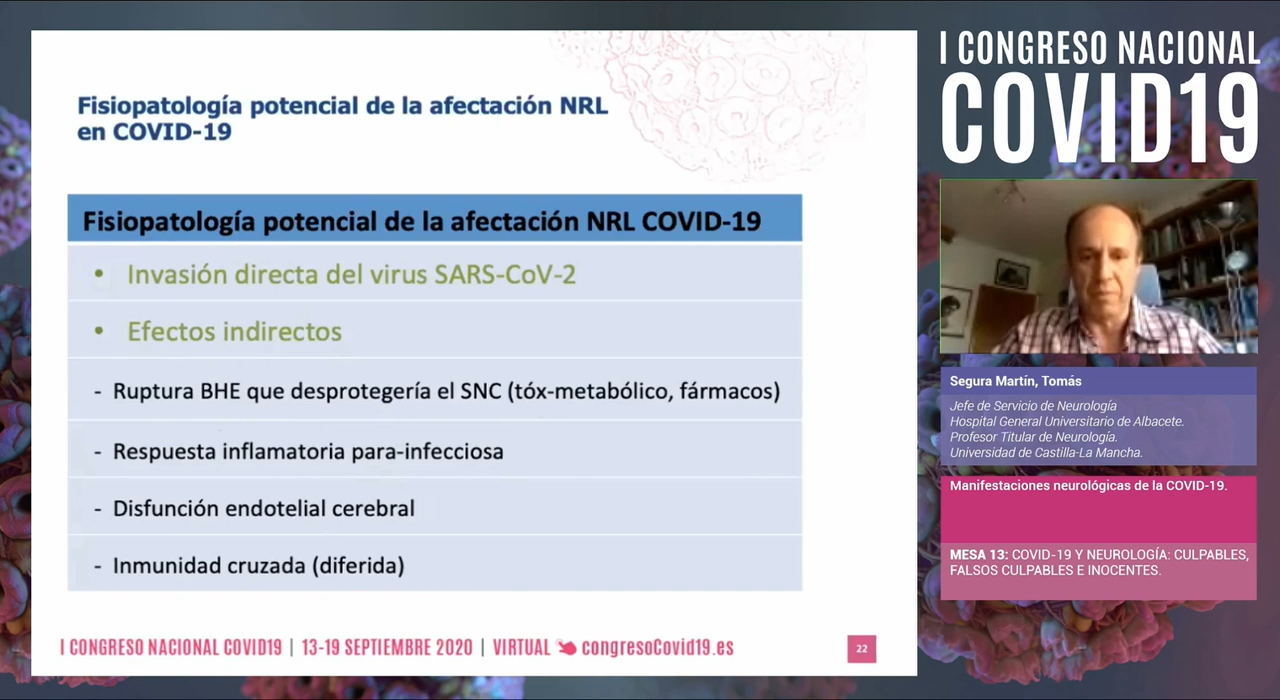 Fisiopatología potencial de la afectación NRL
en COVID-19
Fisiopatología potencial de la afectación NRL COVID-19
• Invasión directa del virus SARS-CoV-2
• Efectos indirectos
- Ruptura BHE que desprotegería el SNC (tóx-metabólico, fármacos)
- Respuesta inflamatoria para-infecciosa
- Disfunción endotelial cerebral
- Inmunidad cruzada (diferida)
I CONGRESO NACIONAL COVID19 | 13-19 SEPTIEMBRE 2020 | VIRTUAL congresoCovid19.es
22
I CONGRESO NACIONAL
COVID19
Segura Martín, Tomás
Jefe de Servicio de Neurología
Hospital General Universitario de Albacete.
Profesor Titular de Neurología.
Universidad de Castilla-La Mancha.
Manifestaciones neurológicas de la COVID-19.
MESA 13: COVID-19 Y NEUROLOGÍA: CULPABLES,
FALSOS CULPABLES E INOCENTES.